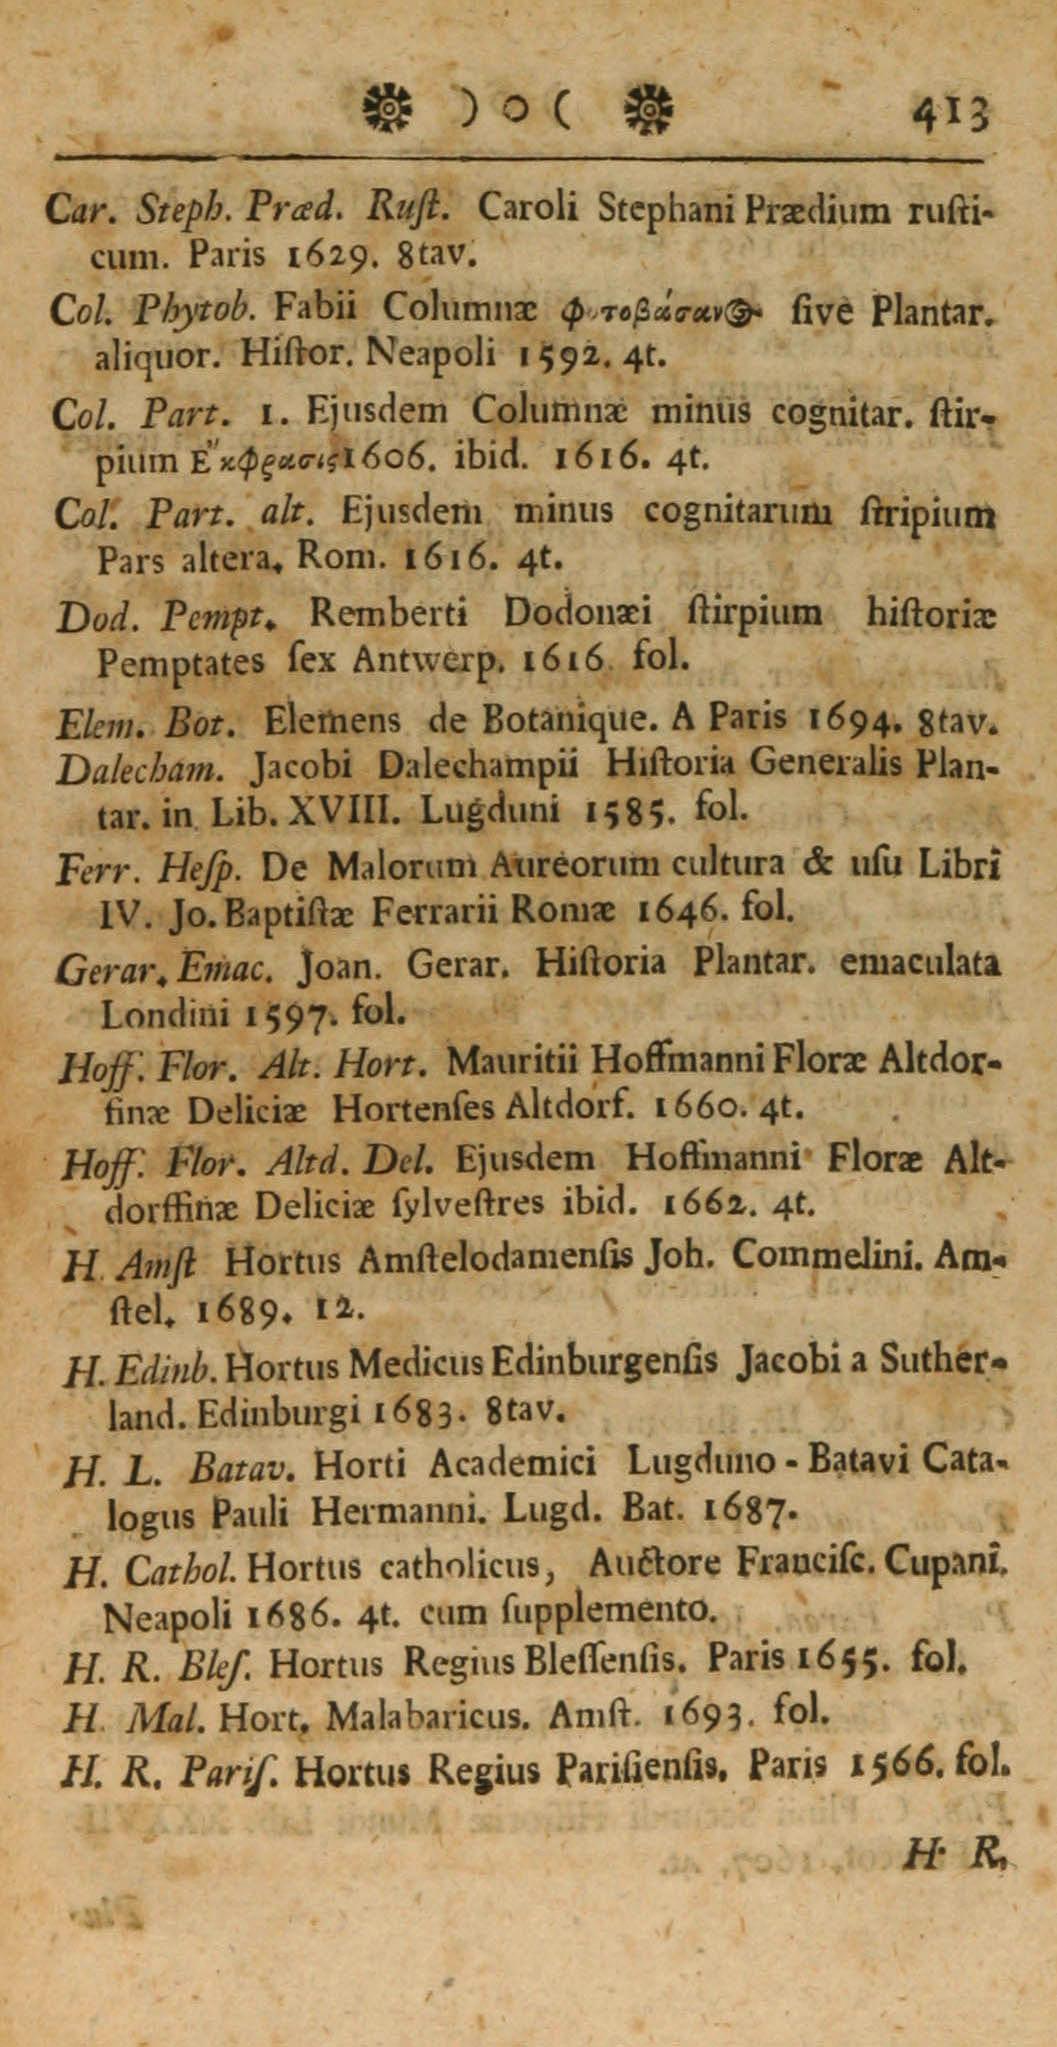 ) o ( 413
Car. Steph. Præd. Ruſt. Caroli Stephani Prædium ruſti-
cum. Paris 1629. 8tav.
Col. Phytob. Fabii Columnæ ſive Plantar.
aliquor. Hiſtor. Neapoli 1592. 4t.
Col. Part. 1. Ejusdem Columnæ minus cognitar. ſtir-
pium Ἔκφρασις 1606. ibid. 1616. 4t.
Col. Part. alt. Ejusdem minus cognitarum ſtripium
Pars altera. Rom. 1616. 4t.
Dod. Pempt. Remberti Dodonæi ſtirpium hiſtoriæ
Pemptates ſex Antwerp. 1616. fol.
Elem. Bot. Elemens de Botanique. A Paris 1694. 8tav.
Dalecham. Jacobi Dalechampii Hiſtoria Generalis Plan-
tar. in Lib. XVIII. Lugduni 1585. fol.
Ferr. Heſp. De Malorum Aureorum cultura & uſu Libri
IV. Jo. Baptiſtæ Ferrarii Romæ 1646. fol.
Gerar. Emac. Joan. Gerar. Hiſtoria Plantar. emaculata
Londini 1597. fol.
Hoff. Flor. Alt. Hort. Mauritii Hoffmanni Floræ Altdor-
finæ Deliciæ Hortenſes Altdorf. 1660. 4t.
Hoff. Flor. Altd. Del. Ejusdem Hoffmanni Floræ Alt-
dorffinæ Deliciæ ſylveſtres ibid. 1662. 4t.
H. Amſt Hortus Amſtelodamenſis Joh. Commelini. Am-
ſtel. 1689. 12.
H. Edinb. Hortus Medicus Edinburgenſis Jacobi a Suther-
land. Edinburgi 1683. 8tav.
H. L. Batav. Horti Academici Lugduno-Batavi Cata-
logus Pauli Hermanni. Lugd. Bat. 1687.
H. Cathol. Hortus catholicus, Auctore Franciſc. Cupani.
Neapoli 1686. 4t. cum ſupplemento.
H. R. Bleſ. Hortus Regius Bleſſenſis. Paris 1655. fol.
H. Mal. Hort. Malabaricus. Amſt. 1693. fol.
H. R. Pariſ. Hortus Regius Pariſienſis. Paris 1566. fol.
H. R.